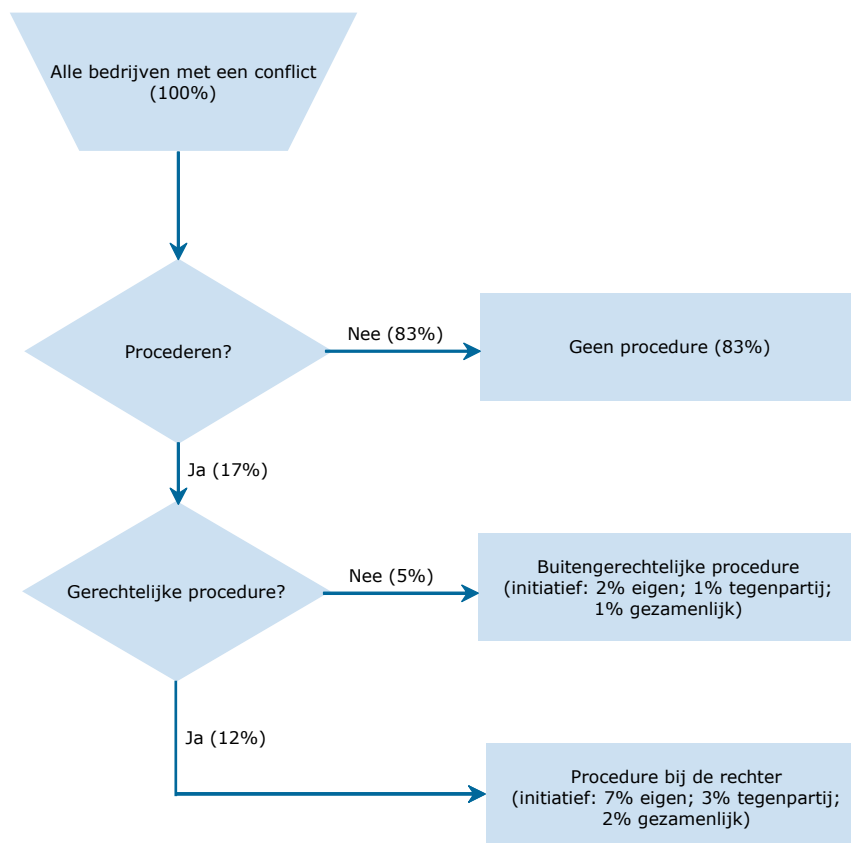 Alle bedrijven met een conflict
(100%)
Procederen?
Nee (83%)
Geen procedure (83%)
Ja (17%)
Gerechtelijke procedure?
Nee (5%)
Buitengerechtelijke procedure
(initiatief: 2% eigen; 1% tegenpartij;
1% gezamenlijk)
Ja (12%)
Procedure bij de rechter
(initiatief: 7% eigen; 3% tegenpartij;
2% gezamenlijk)